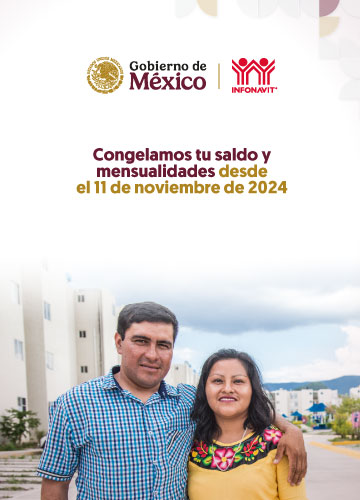 Gobierno de
México
INFONAVIT
Congelamos tu saldo y
mensualidades desde
el 11 de noviembre de 2024